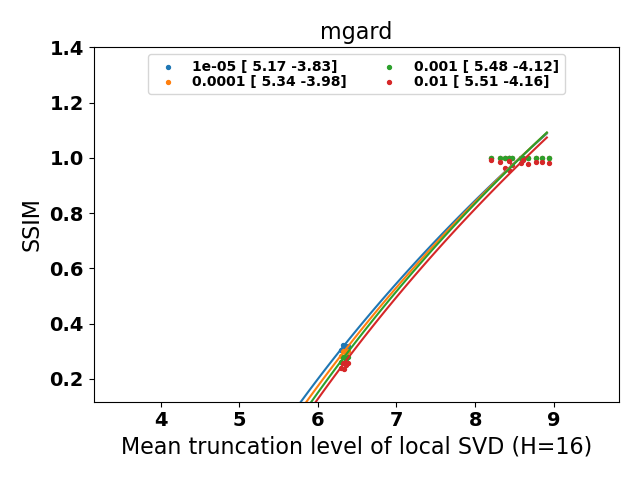 mgard
1.4
1e-05 [ 5.17 -3.83]
0.001 [ 5.48 -4.12]
0.0001 [ 5.34 -3.98]
0.01 [ 5.51 -4.16]
1.2
1.0
0.8
0.6
0.4
0.2
SSIM
4 5 6 7 8 9
Mean truncation level of local SVD (H=16)